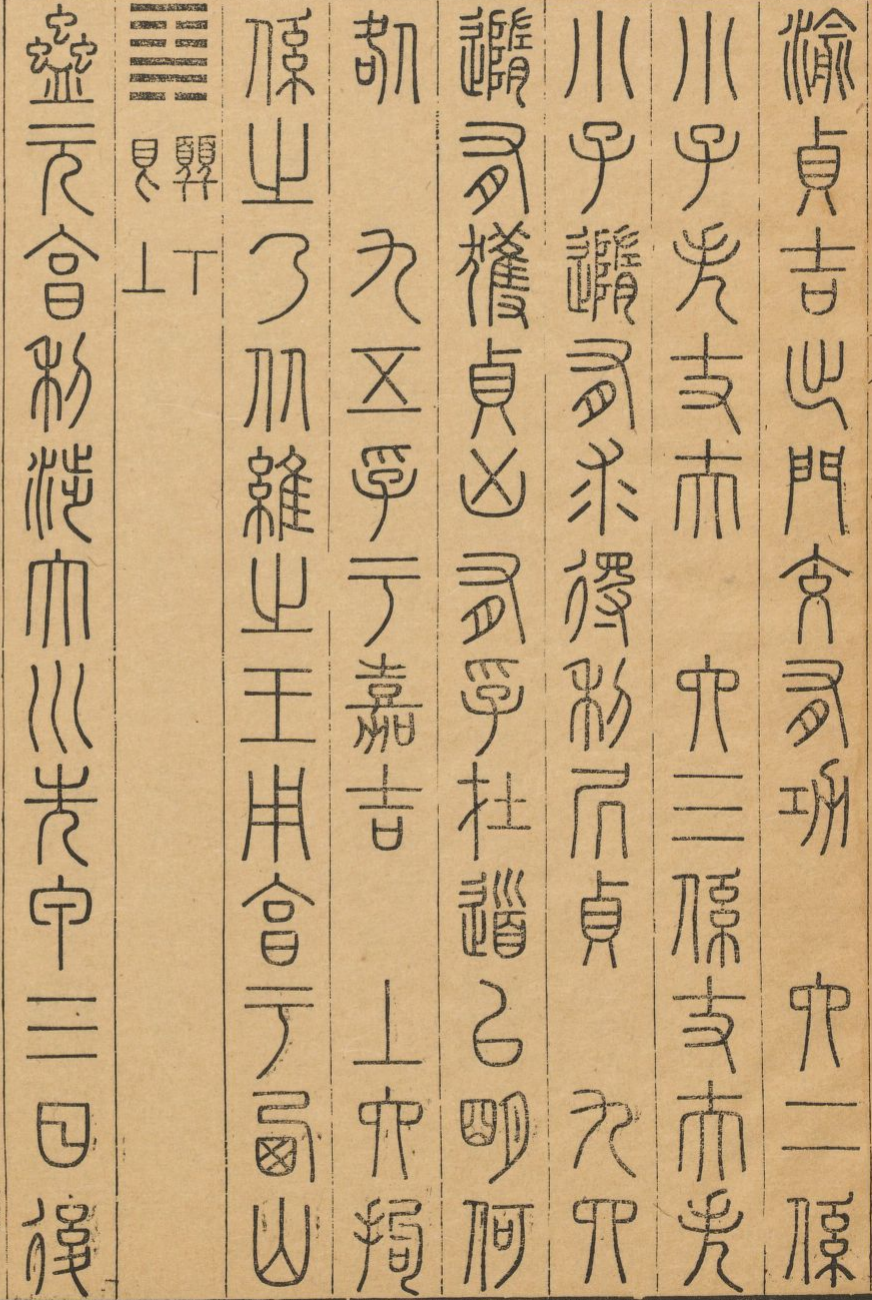 渝貞吉出門交有功 六二係
小子失丈夫 六三係丈夫失
小子隨有求得利凥貞 九四
隨有獲貞凶有孚在道以明何
咎 九五孚于嘉吉 上六拘
係之乃从維之王用亨于西山
巽下艮上
蠱元亨利涉大川先甲三日後